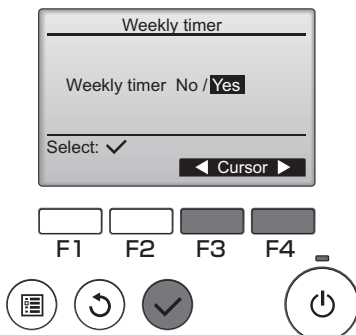 Weekly timer
Weekly timer No / Yes
Select: ✓
◀ Cursor ▶
F1 F2 F3 F4